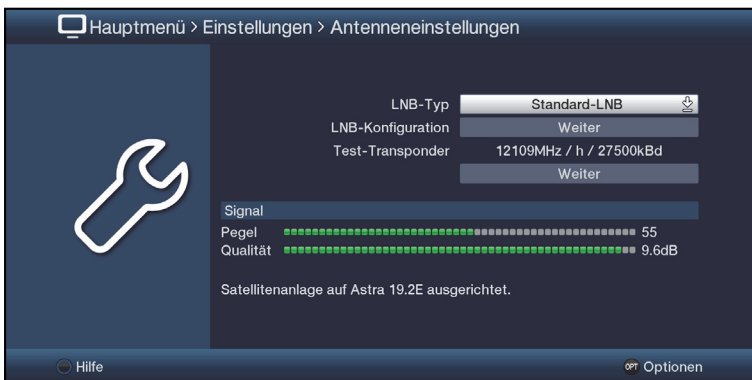 Hauptmenü > Einstellungen > Antenneneinstellungen
LNB-Typ Standard-LNB
LNB-Konfiguration Weiter
Test-Transponder 12109MHz / h / 27500kBd
Weiter
Signal
Pegel 55
Qualität 9.6dB
Satellitenanlage auf Astra 19.2E ausgerichtet.
Hilfe OPT Optionen